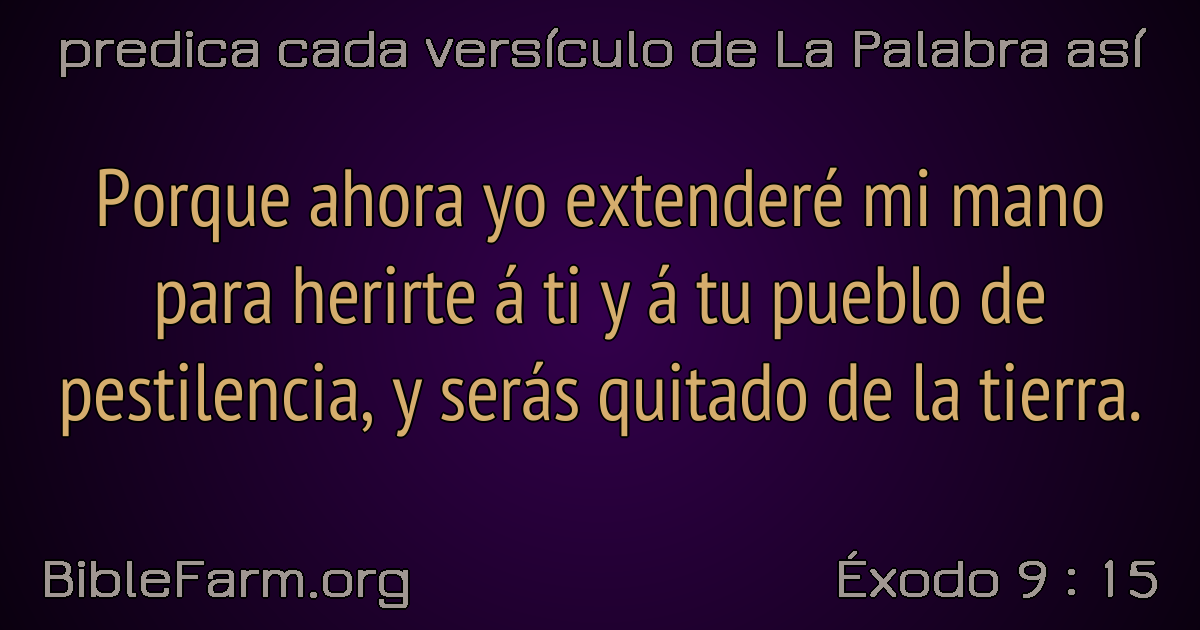 predica cada versículo de La Palabra así
Porque ahora yo extenderé mi mano
para herirte á ti y á tu pueblo de
pestilencia, y serás quitado de la tierra.
BibleFarm.org
Éxodo 9 : 15